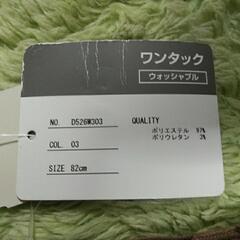 ワンタック
ウォッシャブル
NO. D526W303 QUALITY
ポリエステル 97%
ポリウレタン 3%
COL. 03
SIZE 82cm